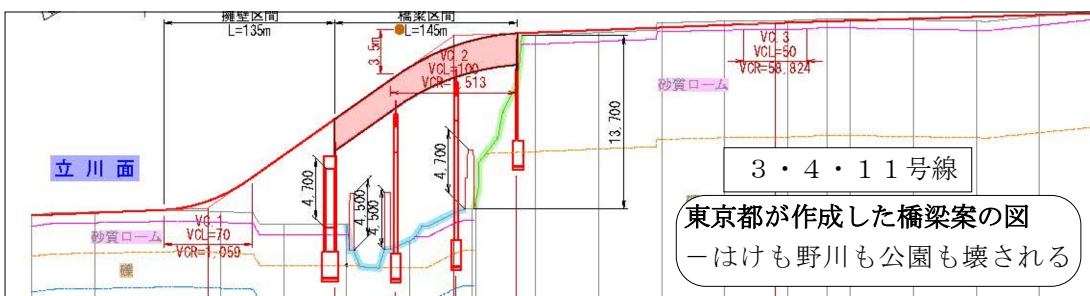 擁壁区間
L=135m
橋梁区間
L=145m
3.5m
VC.2
VCL=100
VC.3
VCL=50
VCR=58,824
砂質ローム
13,700
立川面
4,700
4,500
4,500
4,700
３・４・１１号線
VC.1
VCL=70
VCR=1,059
砂質ローム
礫
東京都が作成した橋梁案の図
－はけも野川も公園も壊される